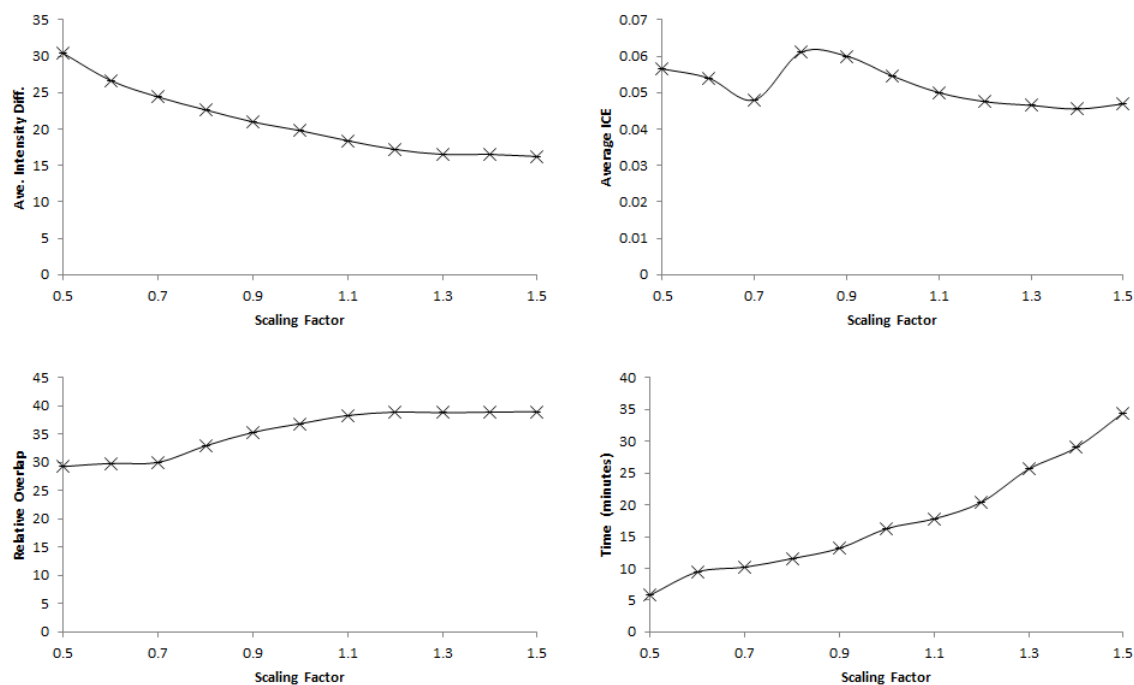 Ave. Intensity Diff.
35
30
25
20
15
10
5
0
0.5 0.7 0.9 1.1 1.3 1.5
Scaling Factor
Average ICE
0.07
0.06
0.05
0.04
0.03
0.02
0.01
0
0.5 0.7 0.9 1.1 1.3 1.5
Scaling Factor
Relative Overlap
45
40
35
30
25
20
15
10
5
0
0.5 0.7 0.9 1.1 1.3 1.5
Scaling Factor
Time (minutes)
40
35
30
25
20
15
10
5
0
0.5 0.7 0.9 1.1 1.3 1.5
Scaling Factor